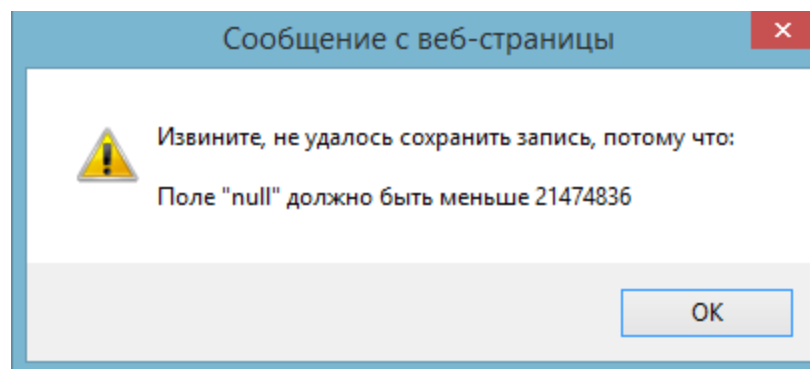 Сообщение с веб-страницы
Извините, не удалось сохранить запись, потому что:
Поле "null" должно быть меньше 21474836
OK